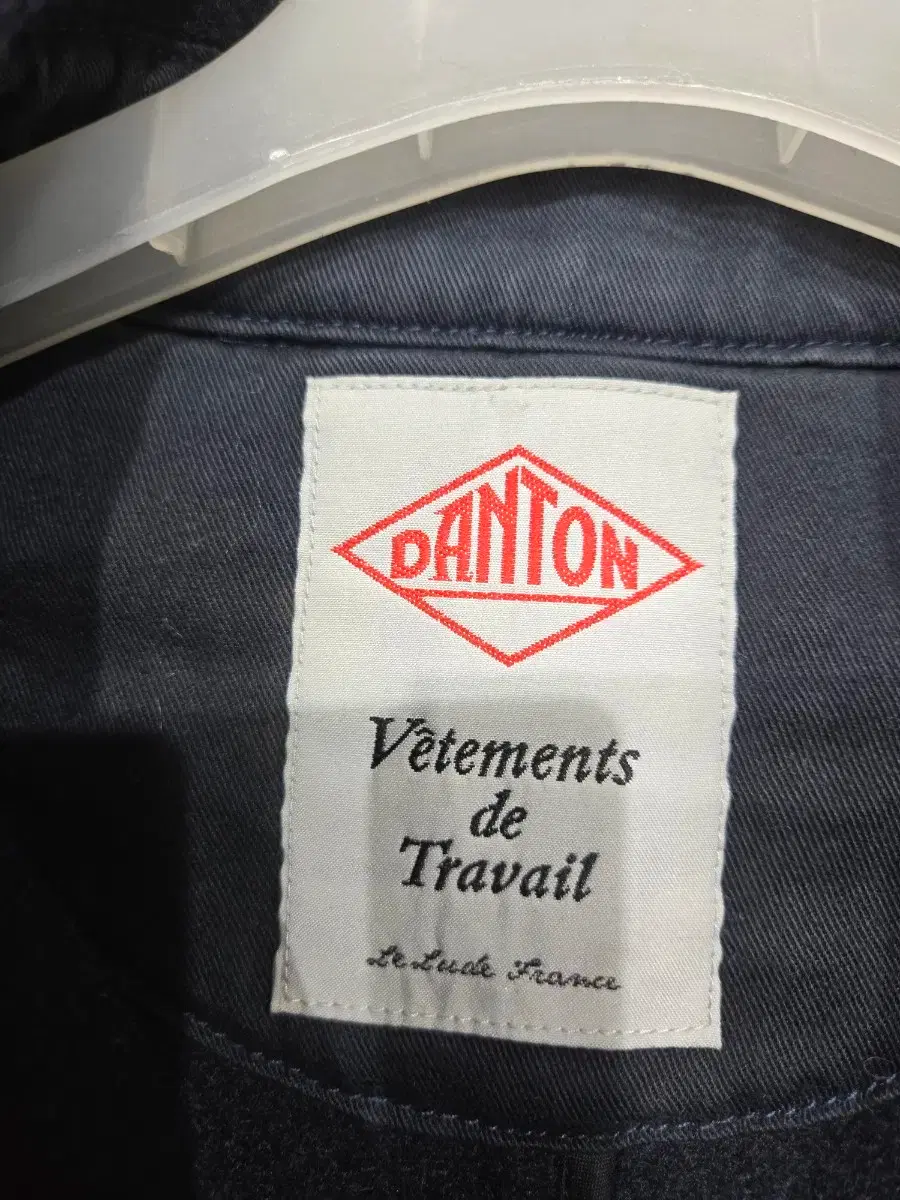 DANTON
Vêtements
de
Travail
Le Lude France